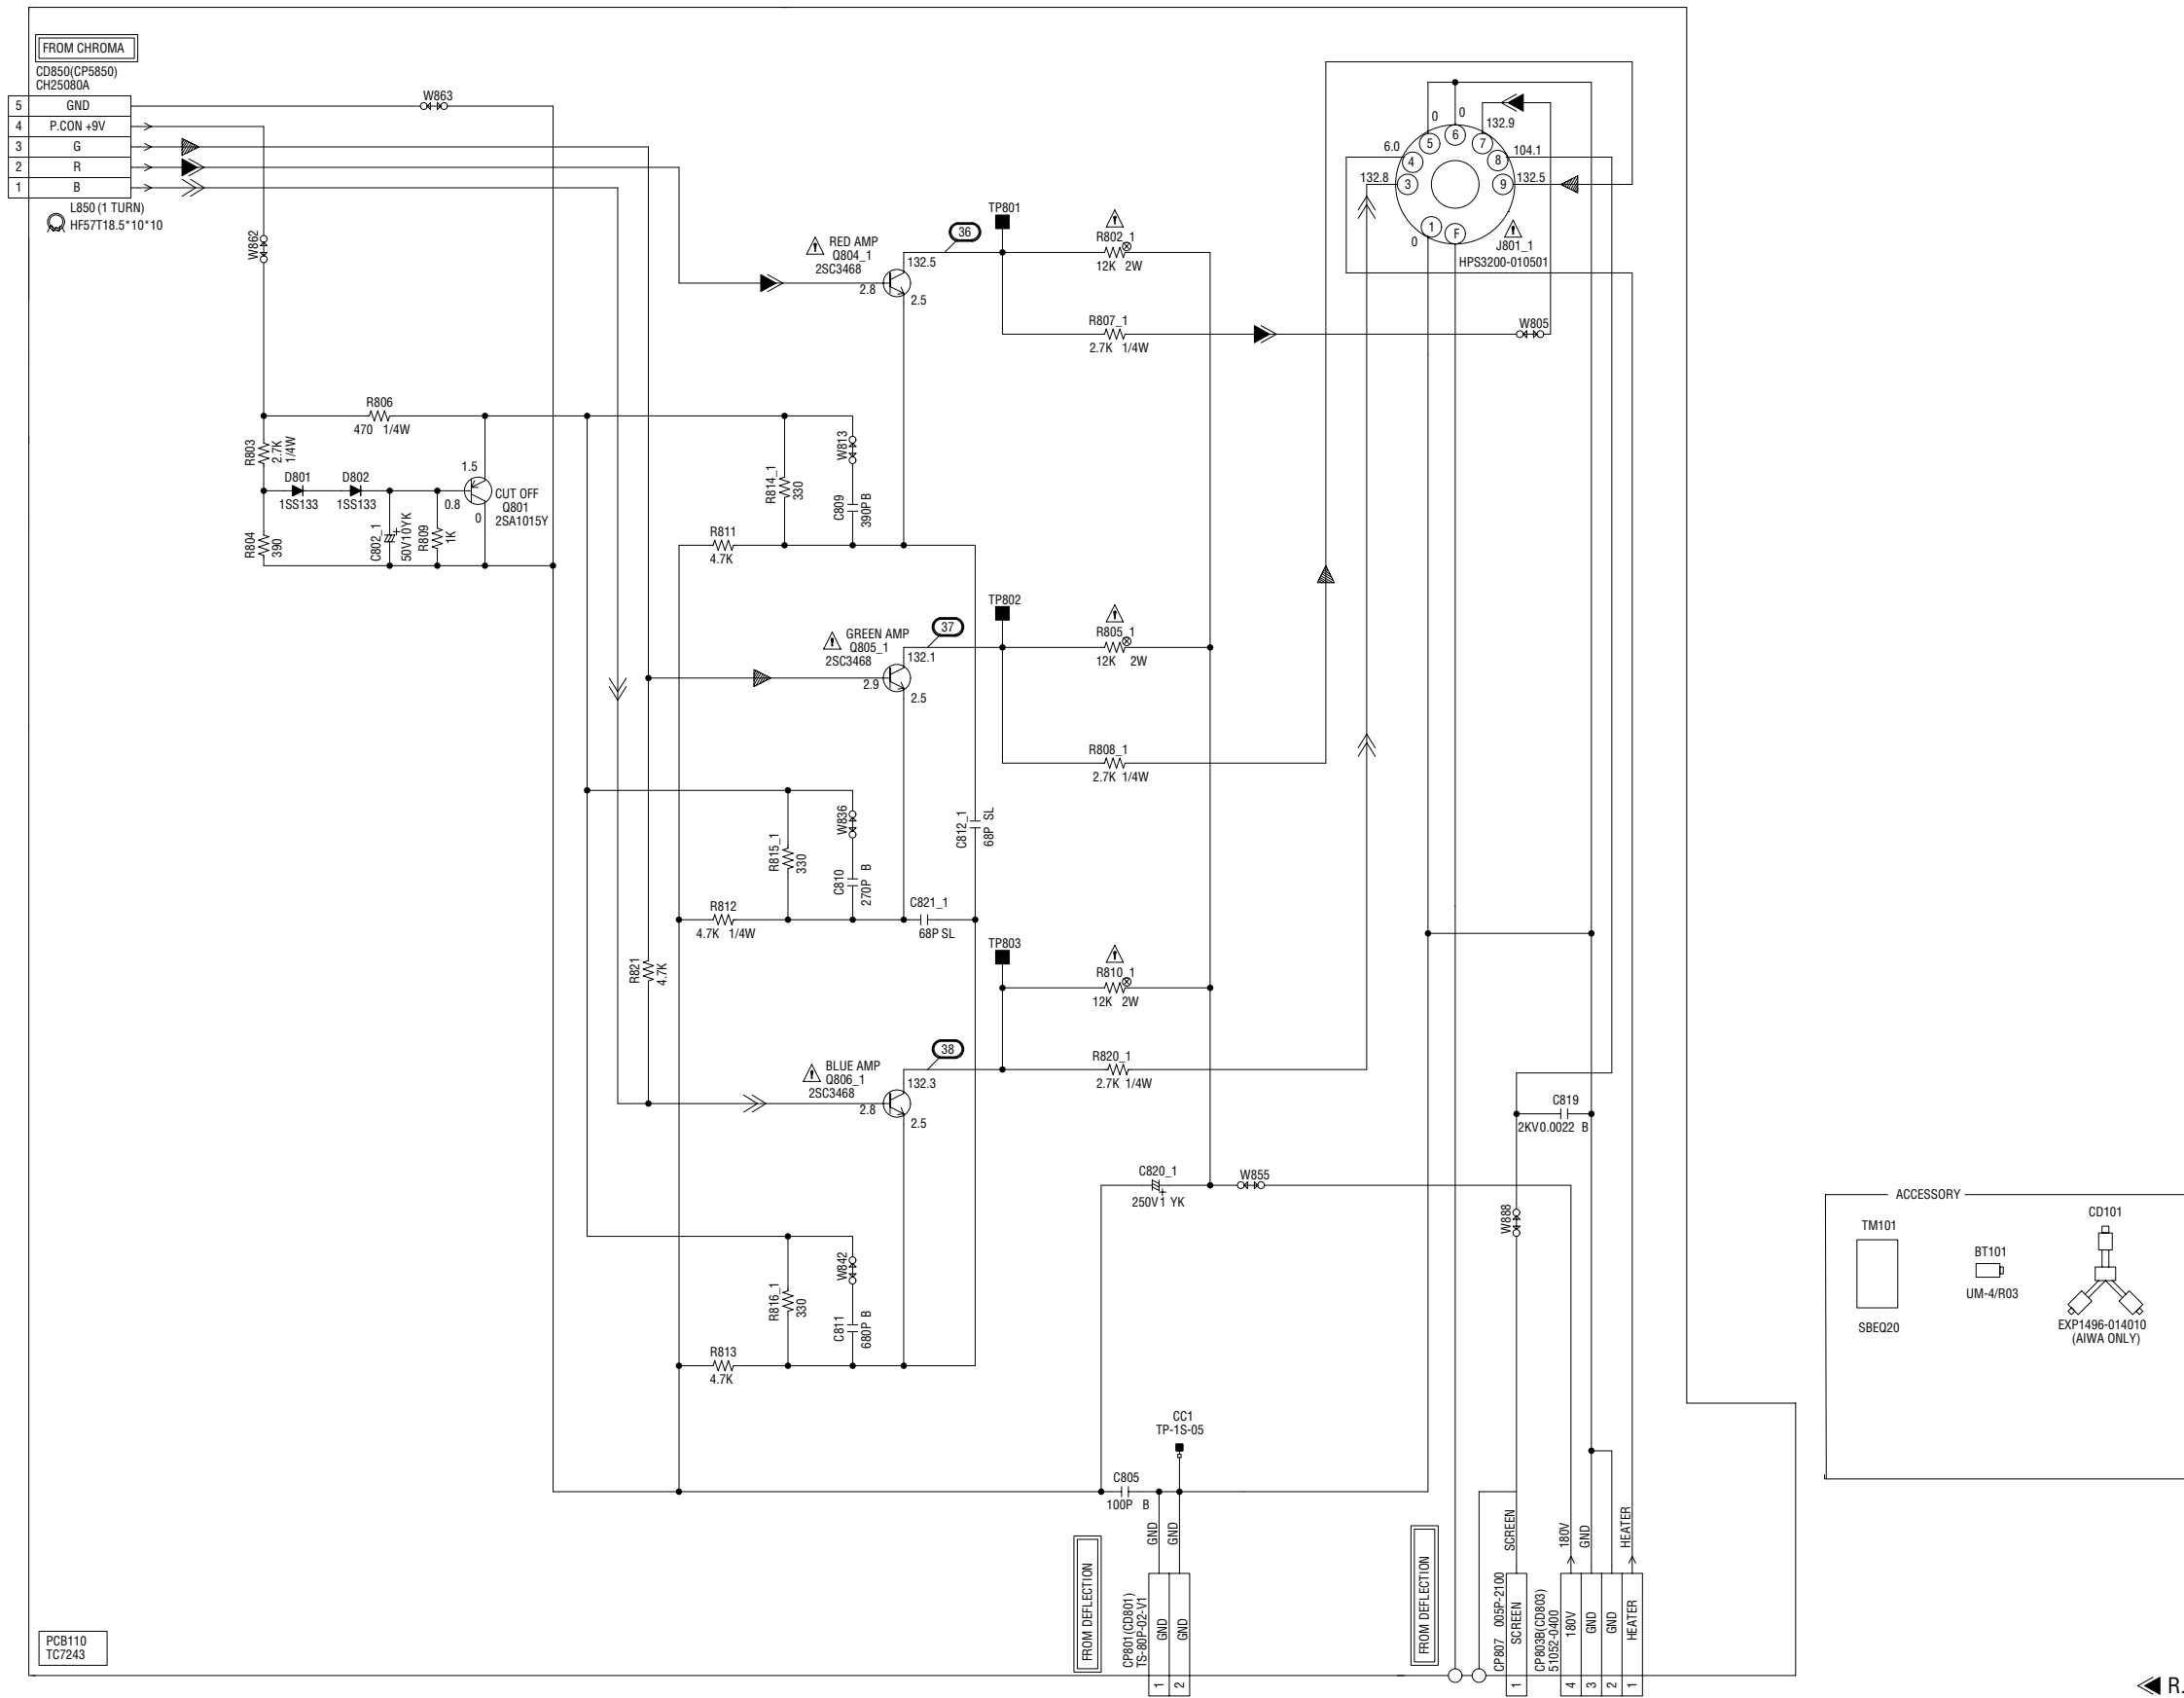 FROM CHROMA
CD850(CP5850)
CH25080A
5 GND
4 P.CON +9V
3 G
2 R
1 B
L850 (1 TURN)
HF57T18.5*10*10
W863
W862
RED AMP
Q804_1
2SC3468
132.5
2.8
2.5
36
TP801
R802_1
12K 2W
R807_1
2.7K 1/4W
W805
0
0
132.9
6.0
104.1
132.8
132.5
5
6
7
4
8
3
9
1
F
0
J801_1
HPS3200-010501
R806
470 1/4W
R803
2.7K
1/4W
D801
1SS133
D802
1SS133
1.5
0.8
0
CUT OFF
Q801
2SA1015Y
R804
390
C802_1
50V10YK
R809
1K
R814_1
330
W813
C809
390P B
R811
4.7K
TP802
GREEN AMP
Q805_1
2SC3468
37
132.1
2.9
2.5
R805_1
12K 2W
R808_1
2.7K 1/4W
R815_1
330
W836
C810
270P B
C812_1
68P SL
R812
4.7K 1/4W
C821_1
68P SL
R821
4.7K
TP803
R810_1
12K 2W
BLUE AMP
Q806_1
2SC3468
38
132.3
2.8
2.5
R820_1
2.7K 1/4W
C819
2KV0.0022 B
C820_1
250V1 YK
W855
W888
R816_1
330
W842
C811
680P B
R813
4.7K
CC1
TP-1S-05
C805
100P B
GND
GND
FROM DEFLECTION
CP801(CD801)
TS-80P-02-V1
GND
GND
1
2
FROM DEFLECTION
SCREEN
CP807 005P-2100
SCREEN
1
CP803B(CD803)
51052-0400
180V
GND
HEATER
180V
GND
GND
HEATER
4
3
2
1
ACCESSORY
TM101
SBEQ20
BT101
UM-4/R03
CD101
EXP1496-014010
(AIWA ONLY)
PCB110
TC7243
R.